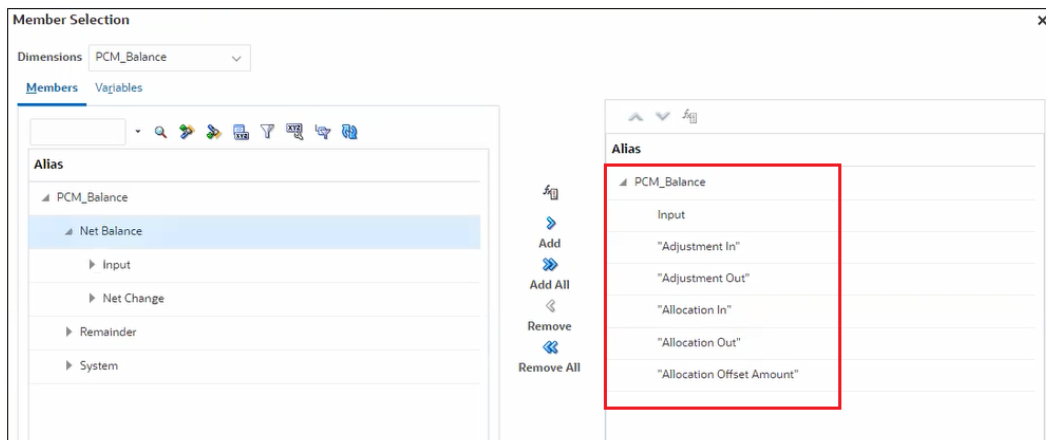 Member Selection
Dimensions PCM_Balance
Members Variables
Alias
PCM_Balance
Net Balance
Input
Net Change
Remainder
System
Add
Add All
Remove
Remove All
Alias
PCM_Balance
Input
"Adjustment In"
"Adjustment Out"
"Allocation In"
"Allocation Out"
"Allocation Offset Amount"